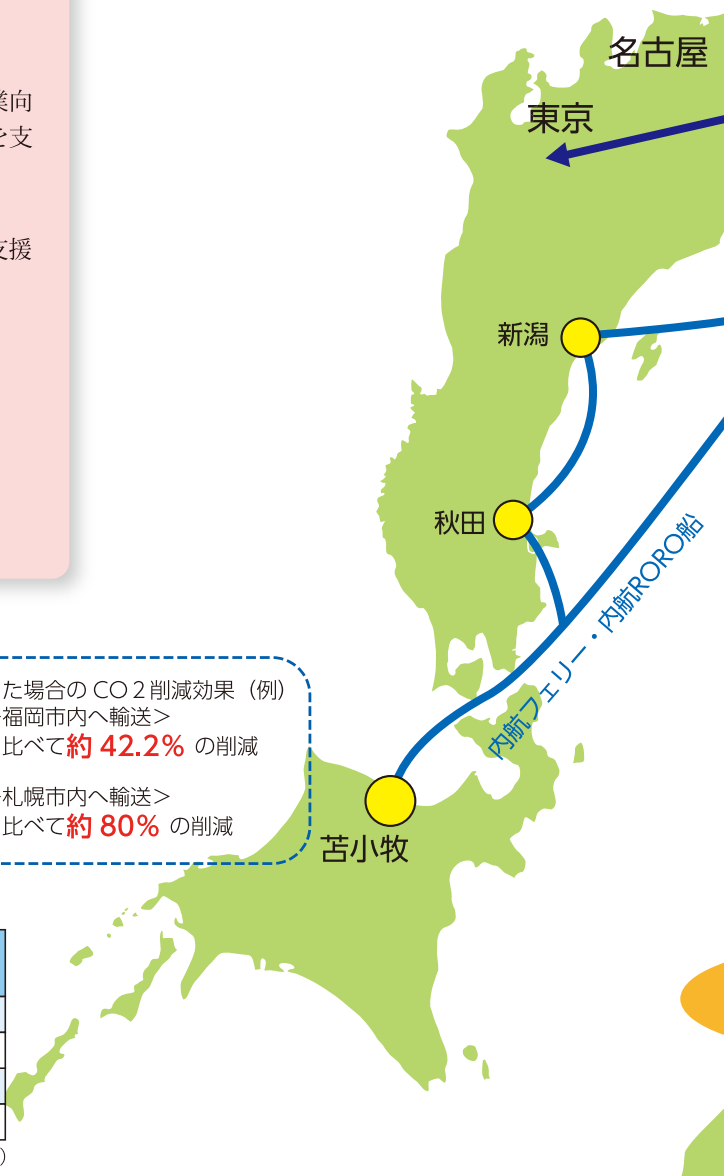 業向
を支
支援
名古屋
東京
新潟
秋田
内航フェリー・内航RORO船
た場合のCO2削減効果（例）
福岡市内へ輸送＞
比べて約 42.2% の削減
札幌市内へ輸送＞
比べて約 80% の削減
苫小牧
）